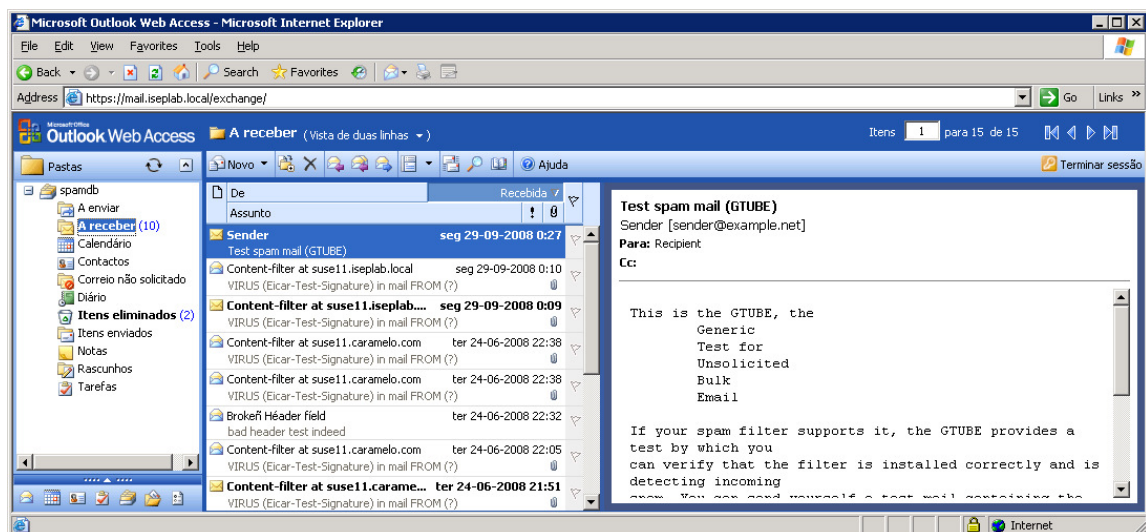 Microsoft Outlook Web Access - Microsoft Internet Explorer
File Edit View Favorites Tools Help
Back Search Favorites
Address https://mail.iseplab.local/exchange/ Go Links »
Microsoft Office
Outlook Web Access A receber (Vista de duas linhas) Itens 1 para 15 de 15
Pastas Novo Ajuda Terminar sessão
spamdb
A enviar
A receber (10)
Calendário
Contactos
Correio não solicitado
Diário
Itens eliminados (2)
Itens enviados
Notas
Rascunhos
Tarefas
De Recebida
Assunto
Sender seg 29-09-2008 0:27
Test spam mail (GTUBE)
Content-filter at suse11.iseplab.local seg 29-09-2008 0:10
VIRUS (Eicar-Test-Signature) in mail FROM (?)
Content-filter at suse11.iseplab.... seg 29-09-2008 0:09
VIRUS (Eicar-Test-Signature) in mail FROM (?)
Content-filter at suse11.caramelo.com ter 24-06-2008 22:38
VIRUS (Eicar-Test-Signature) in mail FROM (?)
Content-filter at suse11.caramelo.com ter 24-06-2008 22:38
VIRUS (Eicar-Test-Signature) in mail FROM (?)
Brokeñ Héader field ter 24-06-2008 22:32
bad header test indeed
Content-filter at suse11.caramelo.com ter 24-06-2008 22:05
VIRUS (Eicar-Test-Signature) in mail FROM (?)
Content-filter at suse11.carame... ter 24-06-2008 21:51
VIRUS (Eicar-Test-Signature) in mail FROM (?)
Test spam mail (GTUBE)
Sender [sender@example.net]
Para: Recipient
Cc:
This is the GTUBE, the
Generic
Test for
Unsolicited
Bulk
Email
If your spam filter supports it, the GTUBE provides a
test by which you
can verify that the filter is installed correctly and is
detecting incoming
spam. You can send yourself a test mail containing the
Internet